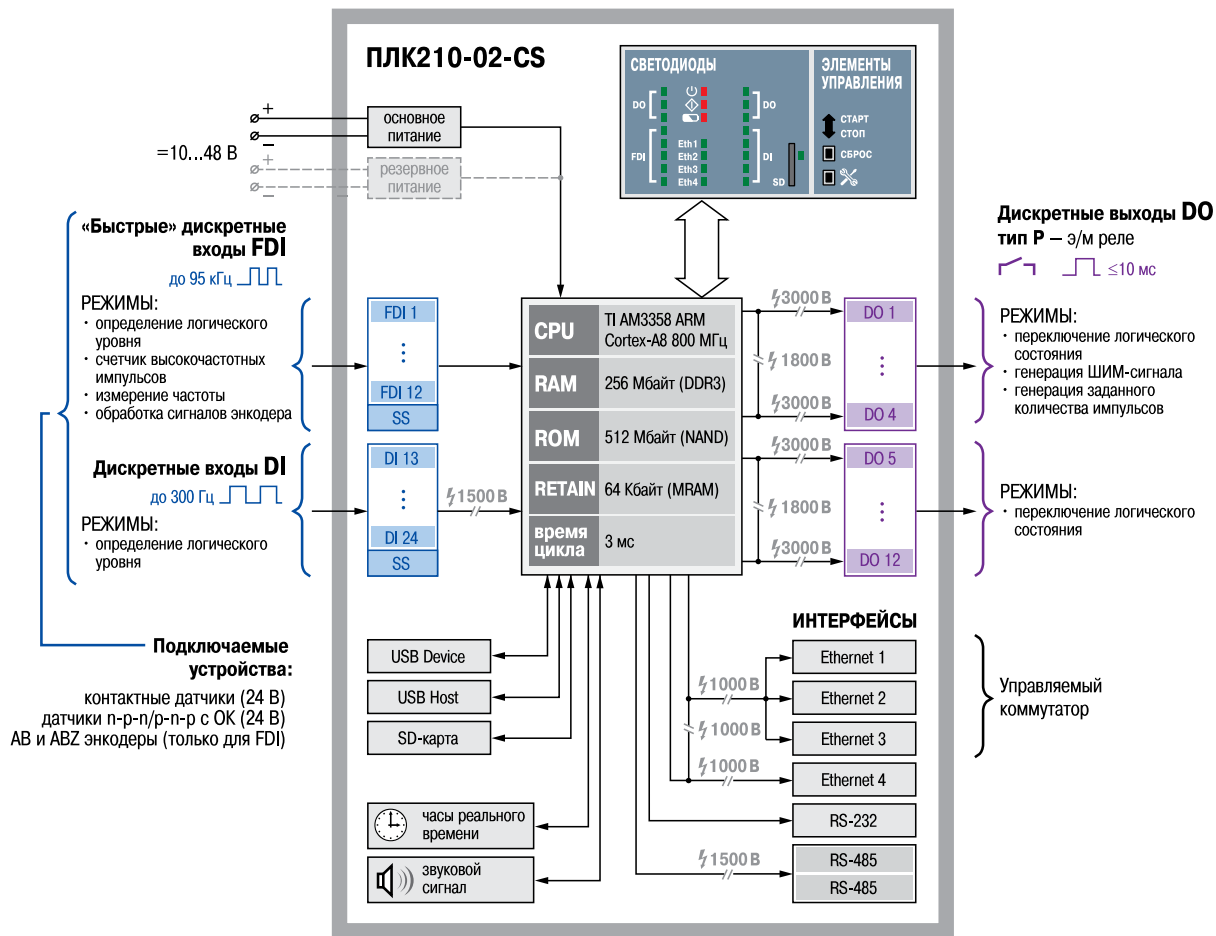 ПЛК210-02-CS
СВЕТОДИОДЫ
DO
DO
FDI
Eth1
Eth2
Eth3
Eth4
DI
SD
ЭЛЕМЕНТЫ
УПРАВЛЕНИЯ
СТАРТ
СТОП
СБРОС
+
−
=10...48 В
+
−
основное
питание
резервное
питание
«Быстрые» дискретные
входы FDI
до 95 кГц
РЕЖИМЫ:
· определение логического
уровня
· счетчик высокочастотных
импульсов
· измерение частоты
· обработка сигналов энкодера
Дискретные входы DI
до 300 Гц
РЕЖИМЫ:
· определение логического
уровня
Подключаемые
устройства:
контактные датчики (24 В)
датчики n-p-n/p-n-p с ОК (24 В)
AB и ABZ энкодеры (только для FDI)
FDI 1
FDI 12
SS
DI 13
DI 24
SS
1500 В
CPU
TI AM3358 ARM
Cortex-A8 800 МГц
RAM
256 Мбайт (DDR3)
ROM
512 Мбайт (NAND)
RETAIN
64 Кбайт (MRAM)
время
цикла
3 мс
3000 В
1800 В
3000 В
3000 В
1800 В
3000 В
DO 1
DO 4
DO 5
DO 12
Дискретные выходы DO
тип Р — э/м реле
≤10 мс
РЕЖИМЫ:
· переключение логического
состояния
· генерация ШИМ-сигнала
· генерация заданного
количества импульсов
РЕЖИМЫ:
· переключение логического
состояния
USB Device
USB Host
SD-карта
часы реального
времени
звуковой
сигнал
ИНТЕРФЕЙСЫ
1000 В
1000 В
1000 В
1500 В
Ethernet 1
Ethernet 2
Ethernet 3
Ethernet 4
RS-232
RS-485
RS-485
Управляемый
коммутатор